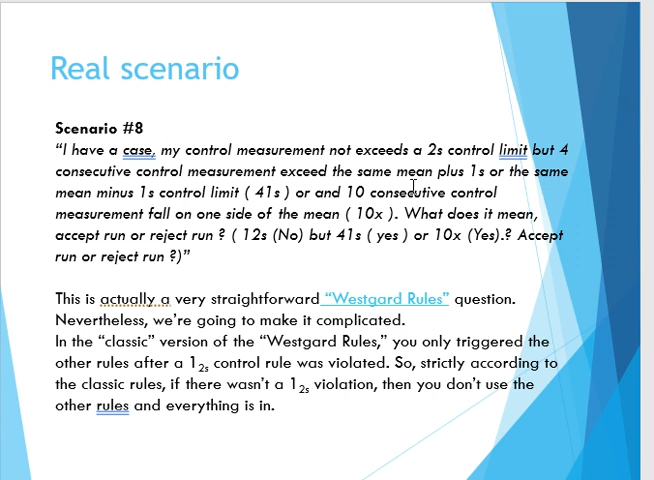 Real scenario
Scenario #8
“I have a case, my control measurement not exceeds a 2s control limit but 4
consecutive control measurement exceed the same mean plus 1s or the same
mean minus 1s control limit ( 41s ) or and 10 consecutive control
measurement fall on one side of the mean ( 10x ). What does it mean,
accept run or reject run ? ( 12s (No) but 41s ( yes ) or 10x (Yes).? Accept
run or reject run ?)”
This is actually a very straightforward “Westgard Rules” question.
Nevertheless, we’re going to make it complicated.
In the “classic” version of the “Westgard Rules,” you only triggered the
other rules after a 12s control rule was violated. So, strictly according to
the classic rules, if there wasn’t a 12s violation, then you don’t use the
other rules and everything is in.